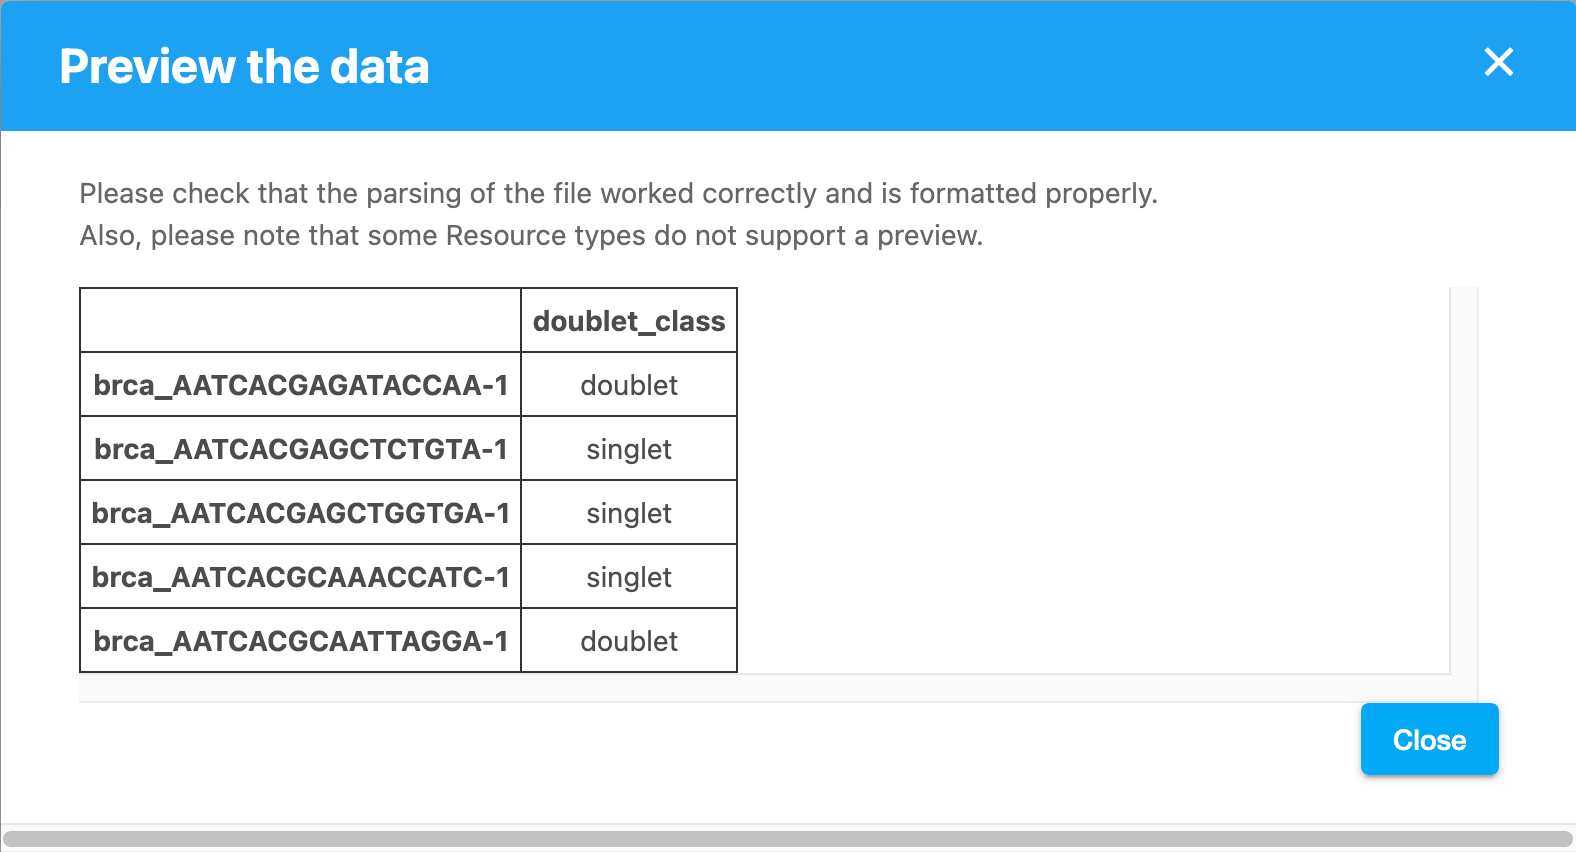 Preview the data
Please check that the parsing of the file worked correctly and is formatted properly.
Also, please note that some Resource types do not support a preview.
doublet_class
brca_AATCACGAGATACCAA-1 doublet
brca_AATCACGAGCTCTGTA-1 singlet
brca_AATCACGAGCTGGTGA-1 singlet
brca_AATCACGCAAACCATC-1 singlet
brca_AATCACGCAATTAGGA-1 doublet
Close